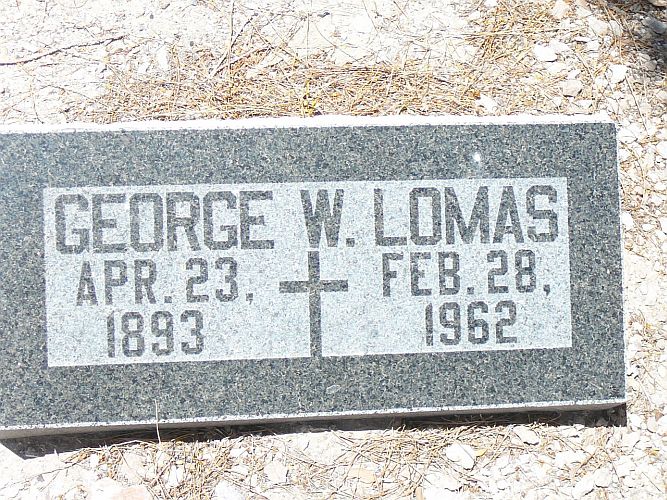 GEORGE W. LOMAS
APR. 23, FEB. 28,
1893 1962